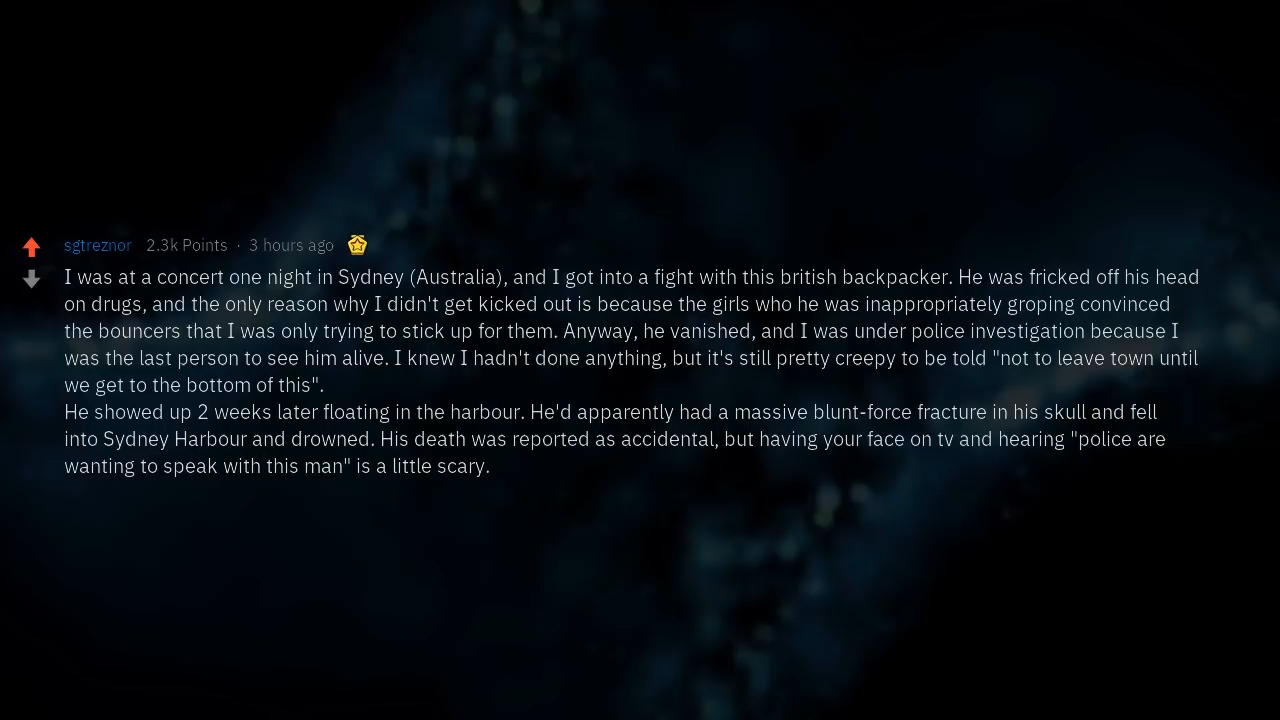 sgtreznor 2.3k Points · 3 hours ago
I was at a concert one night in Sydney (Australia), and I got into a fight with this british backpacker. He was fricked off his head
on drugs, and the only reason why I didn't get kicked out is because the girls who he was inappropriately groping convinced
the bouncers that I was only trying to stick up for them. Anyway, he vanished, and I was under police investigation because I
was the last person to see him alive. I knew I hadn't done anything, but it's still pretty creepy to be told "not to leave town until
we get to the bottom of this".
He showed up 2 weeks later floating in the harbour. He'd apparently had a massive blunt-force fracture in his skull and fell
into Sydney Harbour and drowned. His death was reported as accidental, but having your face on tv and hearing "police are
wanting to speak with this man" is a little scary.